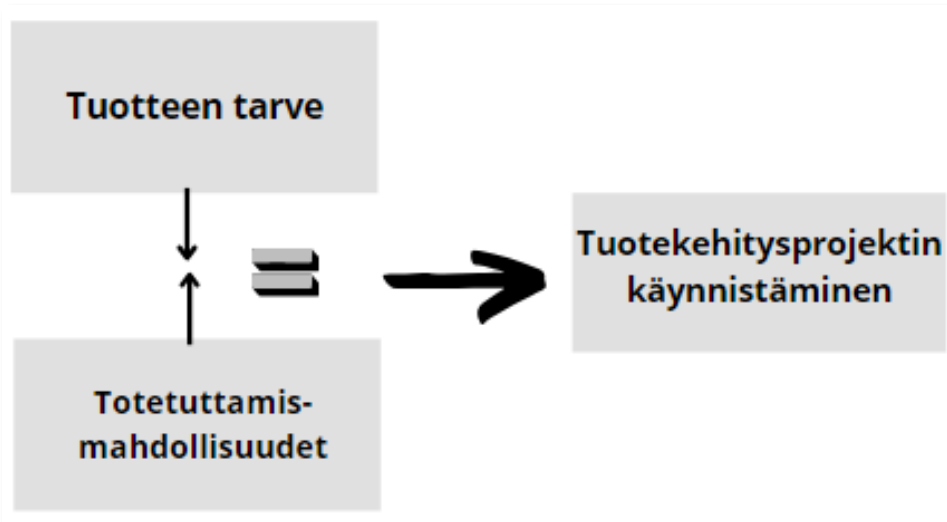 Tuotteen tarve
Tuotekehitysprojektin
käynnistäminen
Totetuttamis-
mahdollisuudet